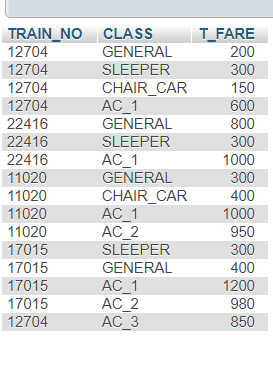 TRAIN_NO CLASS T_FARE
12704 GENERAL 200
12704 SLEEPER 300
12704 CHAIR_CAR 150
12704 AC_1 600
22416 GENERAL 800
22416 SLEEPER 300
22416 AC_1 1000
11020 GENERAL 300
11020 CHAIR_CAR 400
11020 AC_1 1000
11020 AC_2 950
17015 SLEEPER 300
17015 GENERAL 400
17015 AC_1 1200
17015 AC_2 980
12704 AC_3 850